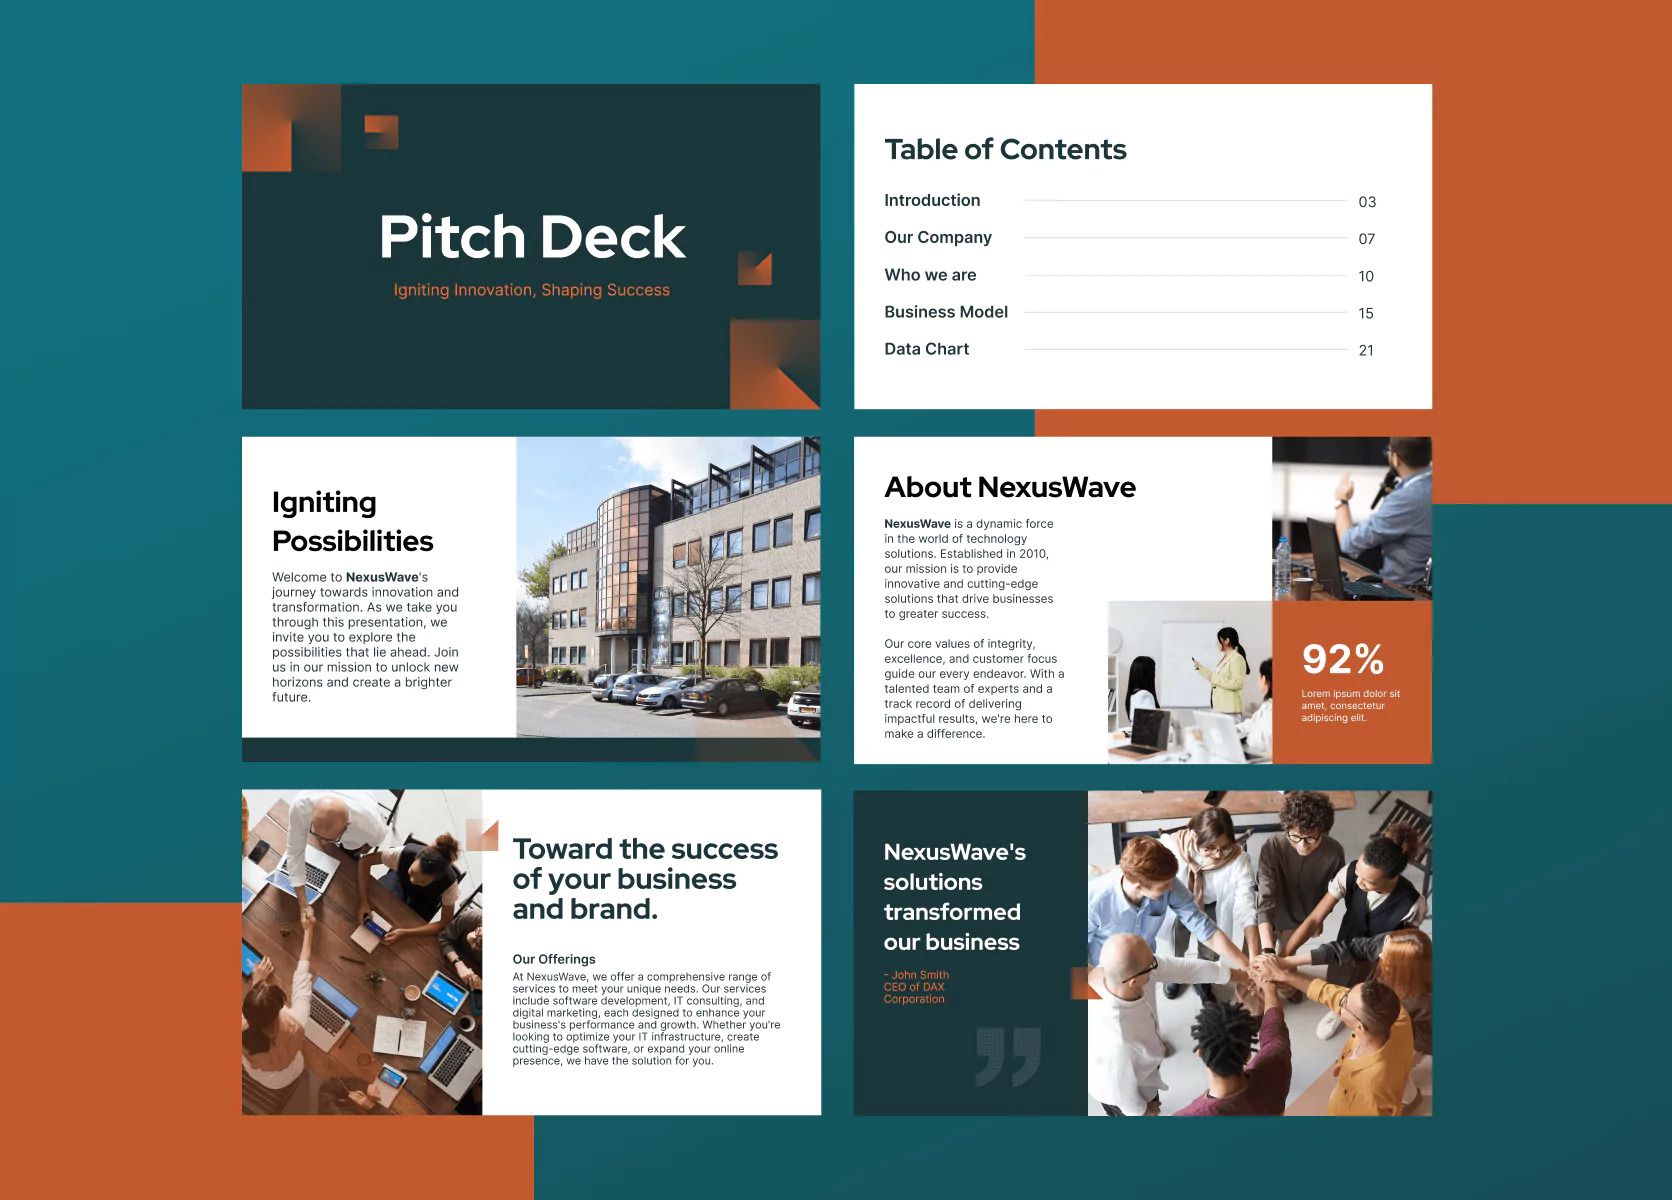 Pitch Deck
Igniting Innovation, Shaping Success
Table of Contents
Introduction 03
Our Company 07
Who we are 10
Business Model 15
Data Chart 21
Igniting
Possibilities
Welcome to NexusWave's
journey towards innovation and
transformation. As we take you
through this presentation, we
invite you to explore the
possibilities that lie ahead. Join
us in our mission to unlock new
horizons and create a brighter
future.
About NexusWave
NexusWave is a dynamic force
in the world of technology
solutions. Established in 2010,
our mission is to provide
innovative and cutting-edge
solutions that drive businesses
to greater success.
Our core values of integrity,
excellence, and customer focus
guide our every endeavor. With a
talented team of experts and a
track record of delivering
impactful results, we're here to
make a difference.
92%
Lorem ipsum dolor sit
amet, consectetur
adipiscing elit.
Toward the success
of your business
and brand.
Our Offerings
At NexusWave, we offer a comprehensive range of
services to meet your unique needs. Our services
include software development, IT consulting, and
digital marketing, each designed to enhance your
business's performance and growth. Whether you're
looking to optimize your IT infrastructure, create
cutting-edge software, or expand your online
presence, we have the solution for you.
NexusWave's
solutions
transformed
our business
- John Smith
CEO of DAX
Corporation